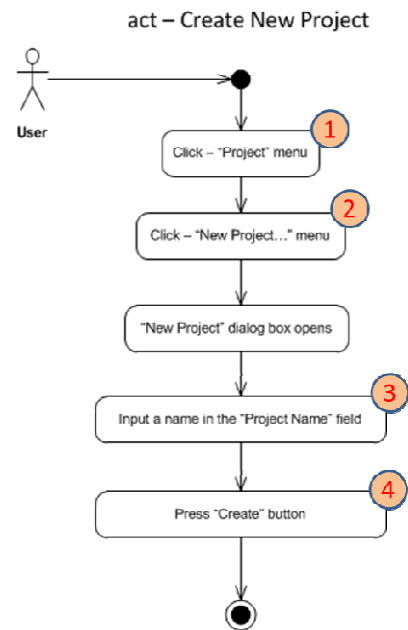 act – Create New Project
User
1
Click – "Project" menu
2
Click – "New Project…" menu
"New Project" dialog box opens
3
Input a name in the "Project Name" field
4
Press "Create" button